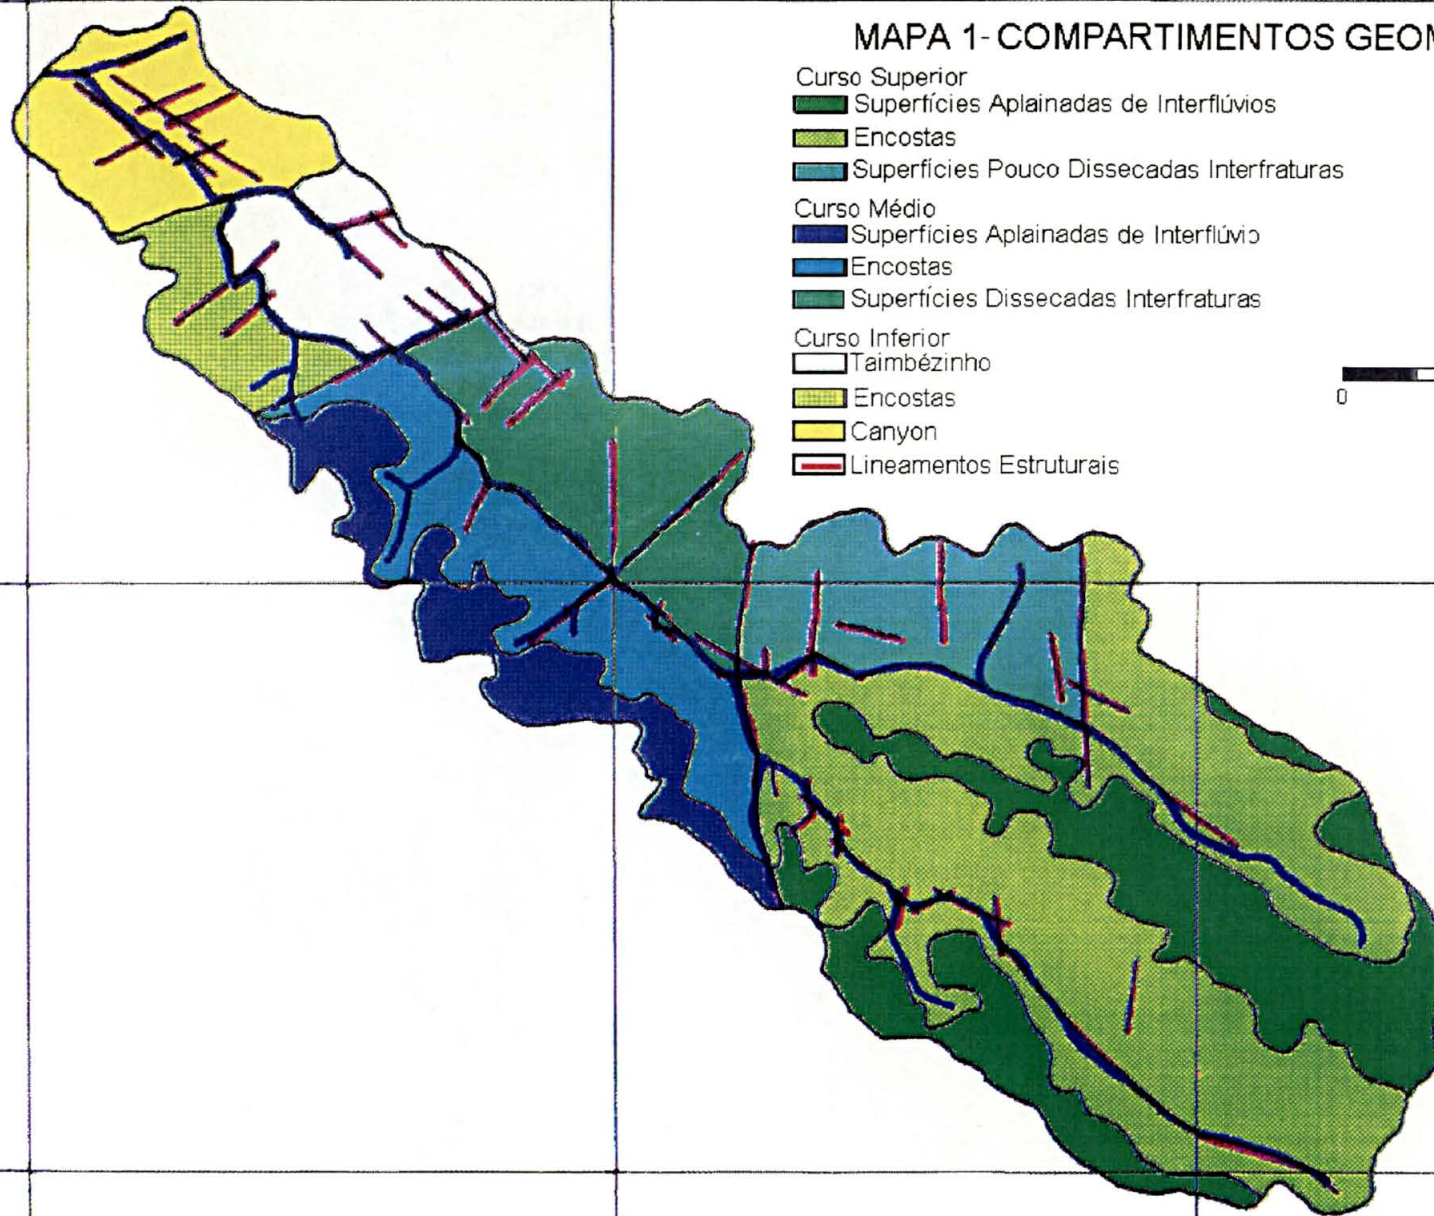 MAPA 1- COMPARTIMENTOS GEOM
Curso Superior
Superfícies Aplainadas de Interflúvios
Encostas
Superfícies Pouco Dissecadas Interfraturas
Curso Médio
Superfícies Aplainadas de Interflúvio
Encostas
Superfícies Dissecadas Interfraturas
Curso Inferior
Taimbézinho
0
Encostas
Canyon
Lineamentos Estruturais